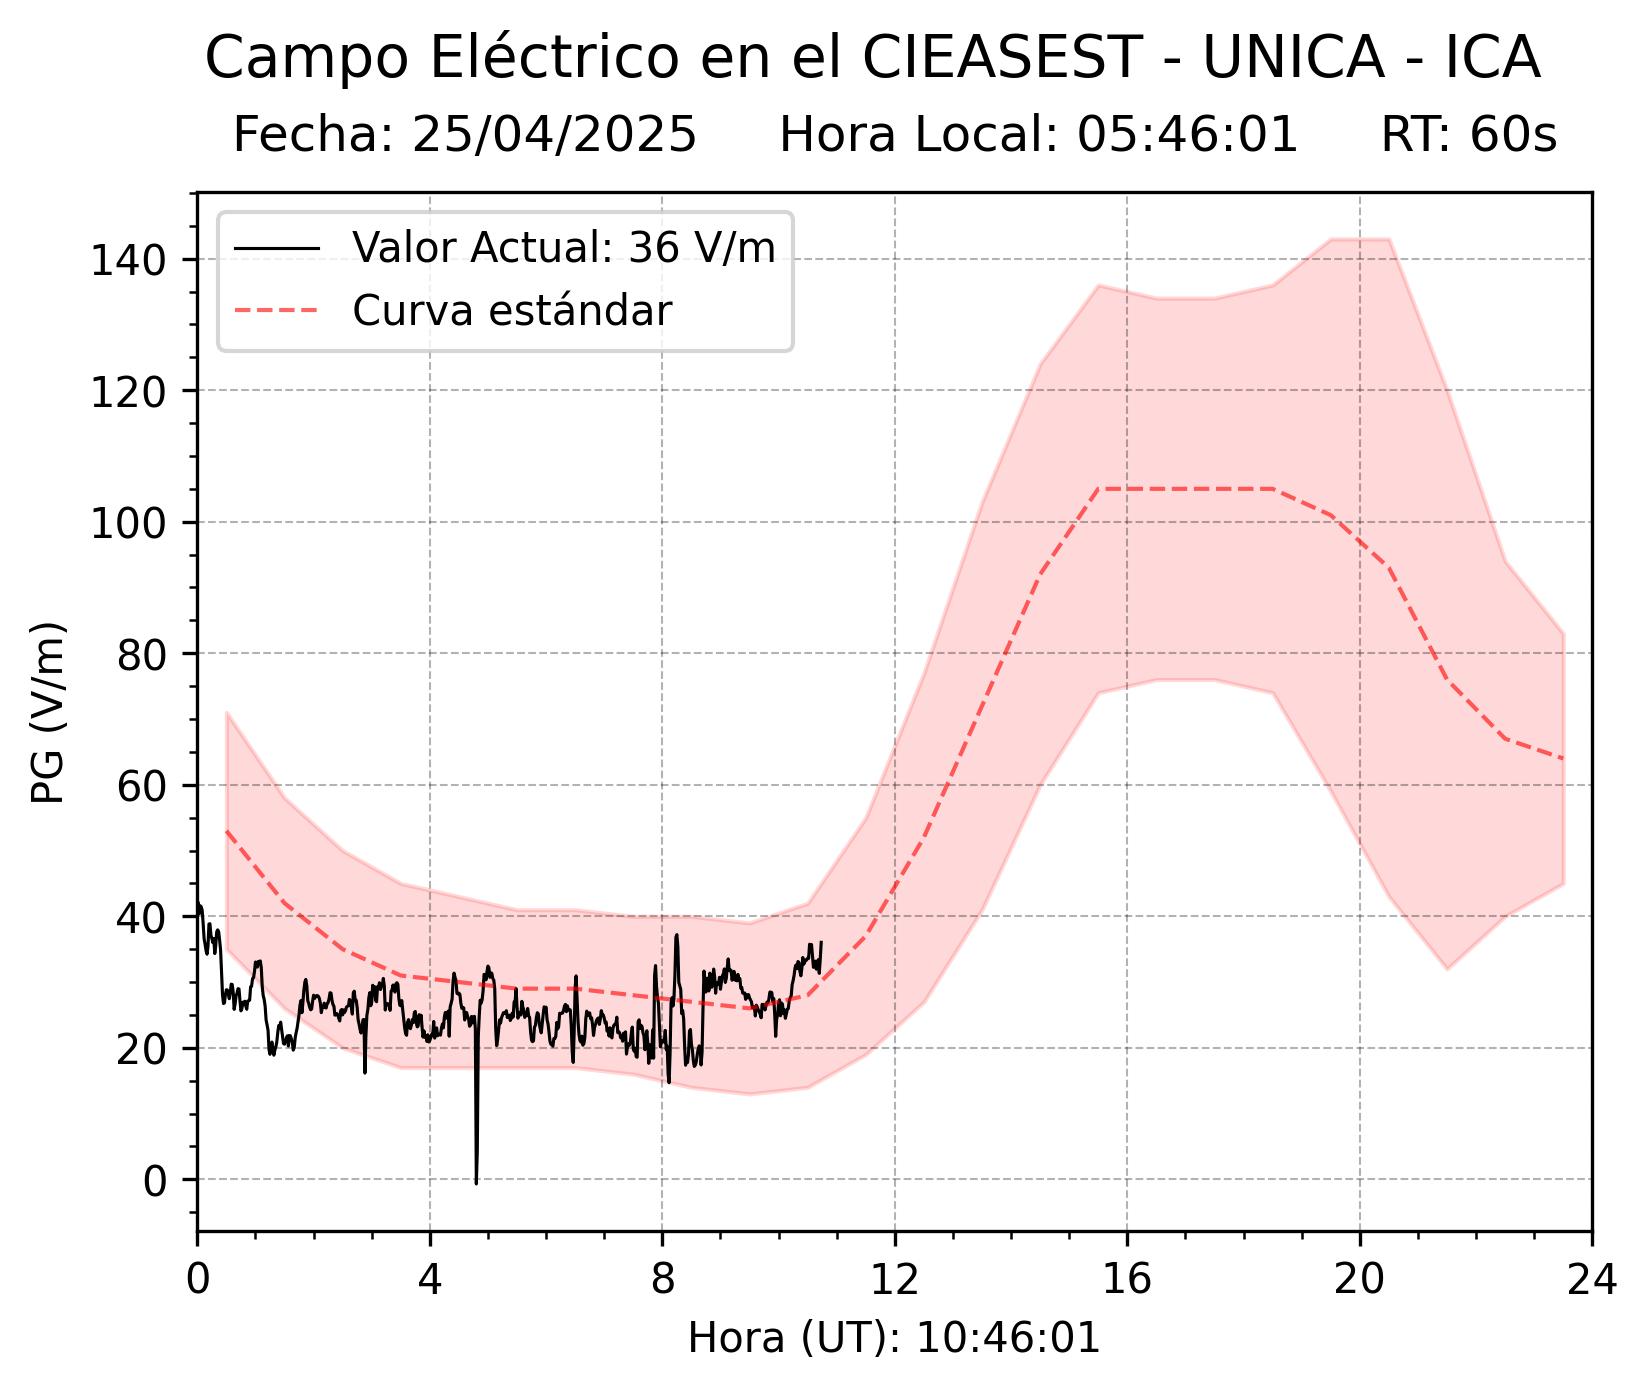 Campo Eléctrico en el CIEASEST - UNICA - ICA
Fecha: 25/04/2025 Hora Local: 05:46:01 RT: 60s
Valor Actual: 36 V/m
Curva estándar
140
120
100
80
60
40
20
0
PG (V/m)
0 4 8 12 16 20 24
Hora (UT): 10:46:01